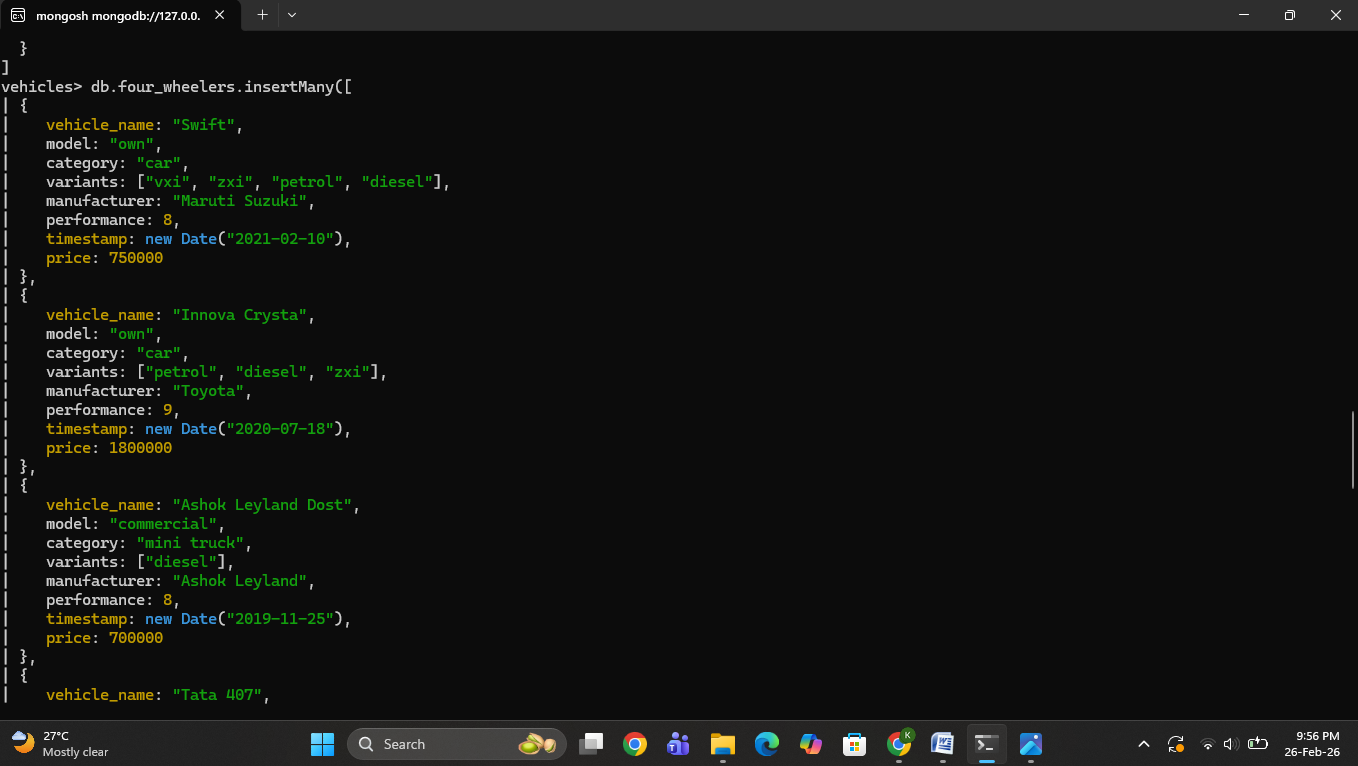 mongosh mongodb://127.0.0.
}
]
vehicles> db.four_wheelers.insertMany([
| {
|    vehicle_name: "Swift",
|    model: "own",
|    category: "car",
|    variants: ["vxi", "zxi", "petrol", "diesel"],
|    manufacturer: "Maruti Suzuki",
|    performance: 8,
|    timestamp: new Date("2021-02-10"),
|    price: 750000
| },
| {
|    vehicle_name: "Innova Crysta",
|    model: "own",
|    category: "car",
|    variants: ["petrol", "diesel", "zxi"],
|    manufacturer: "Toyota",
|    performance: 9,
|    timestamp: new Date("2020-07-18"),
|    price: 1800000
| },
| {
|    vehicle_name: "Ashok Leyland Dost",
|    model: "commercial",
|    category: "mini truck",
|    variants: ["diesel"],
|    manufacturer: "Ashok Leyland",
|    performance: 8,
|    timestamp: new Date("2019-11-25"),
|    price: 700000
| },
| {
|    vehicle_name: "Tata 407",
27°C
Mostly clear
Search
K
9:56 PM
26-Feb-26